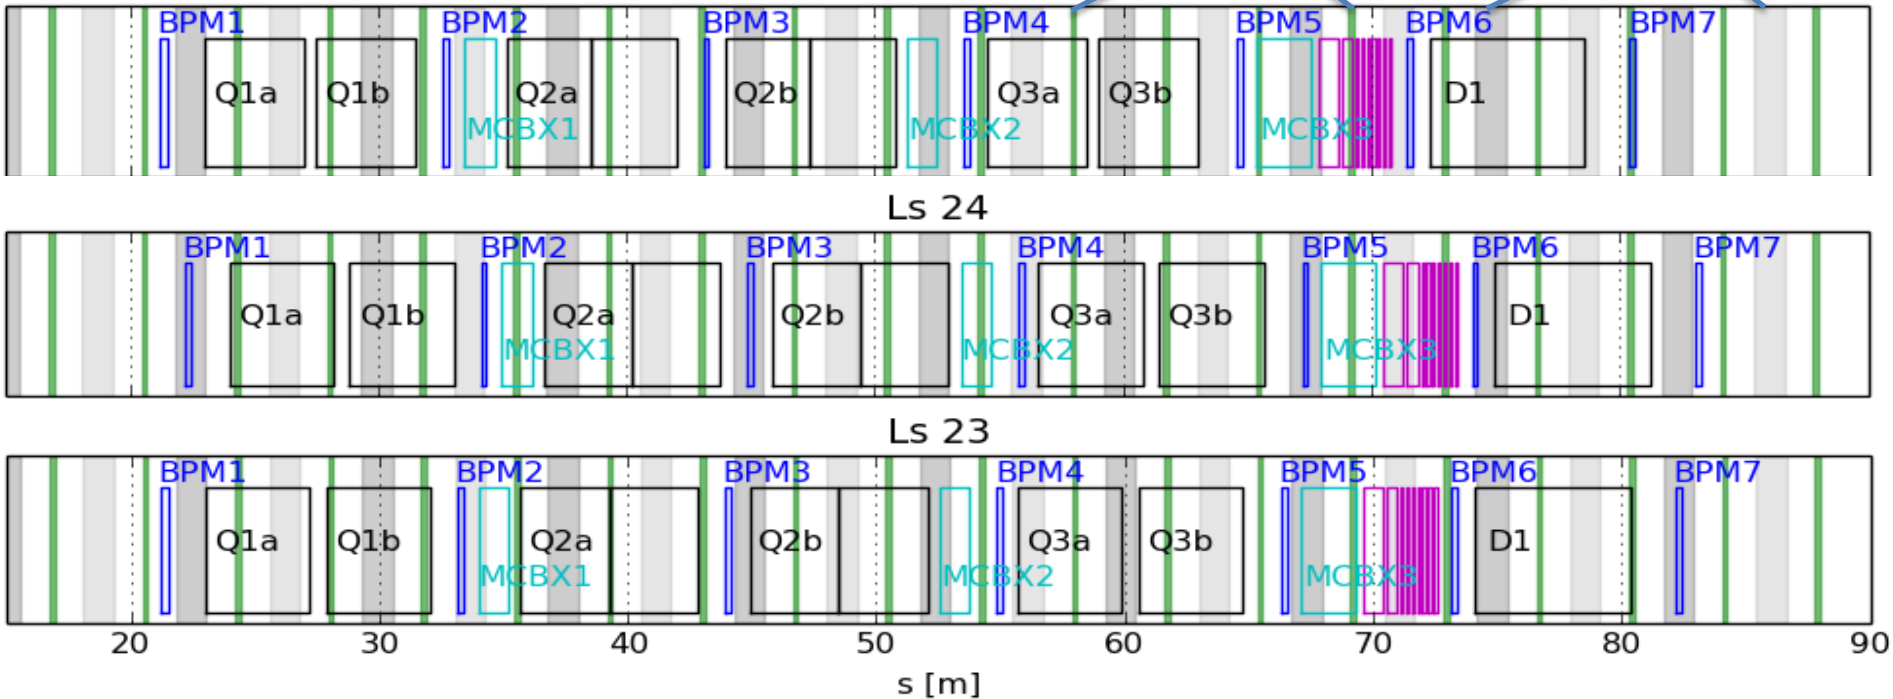 BPM1 BPM2 BPM3 BPM4 BPM5 BPM6 BPM7
Q1a Q1b Q2a Q2b Q3a Q3b D1
MCBX1 MCBX2 MCBX3
Ls 24
BPM1 BPM2 BPM3 BPM4 BPM5 BPM6 BPM7
Q1a Q1b Q2a Q2b Q3a Q3b D1
MCBX1 MCBX2 MCBX3
Ls 23
BPM1 BPM2 BPM3 BPM4 BPM5 BPM6 BPM7
Q1a Q1b Q2a Q2b Q3a Q3b D1
MCBX1 MCBX2 MCBX3
20 30 40 50 60 70 80 90
s [m]